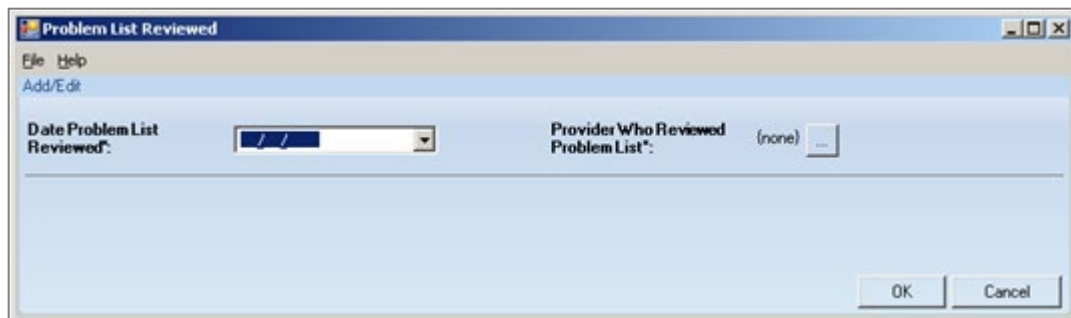 Problem List Reviewed
File Help
Add/Edit
Date Problem List
Reviewed*:
_/_/_
Provider Who Reviewed
Problem List*:
(none) ...
OK Cancel